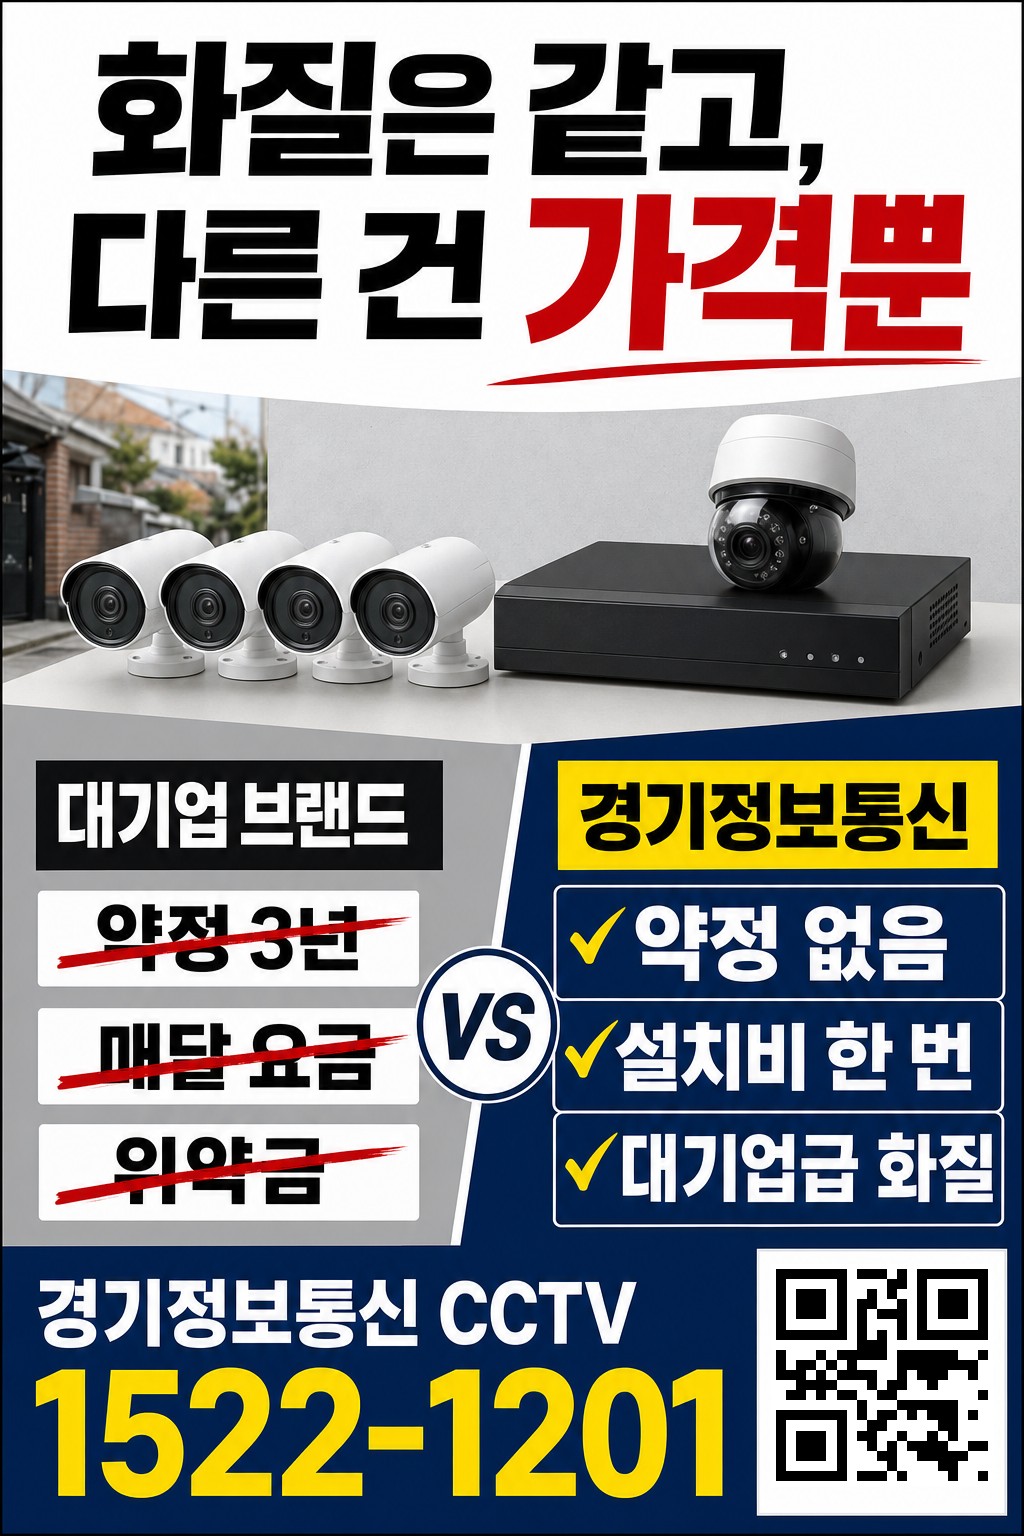 화질은 같고,
다른 건 가격뿐
대기업 브랜드
약정 3년
매달 요금
위약금
VS
경기정보통신
약정 없음
설치비 한 번
대기업급 화질
경기정보통신 CCTV
1522-1201